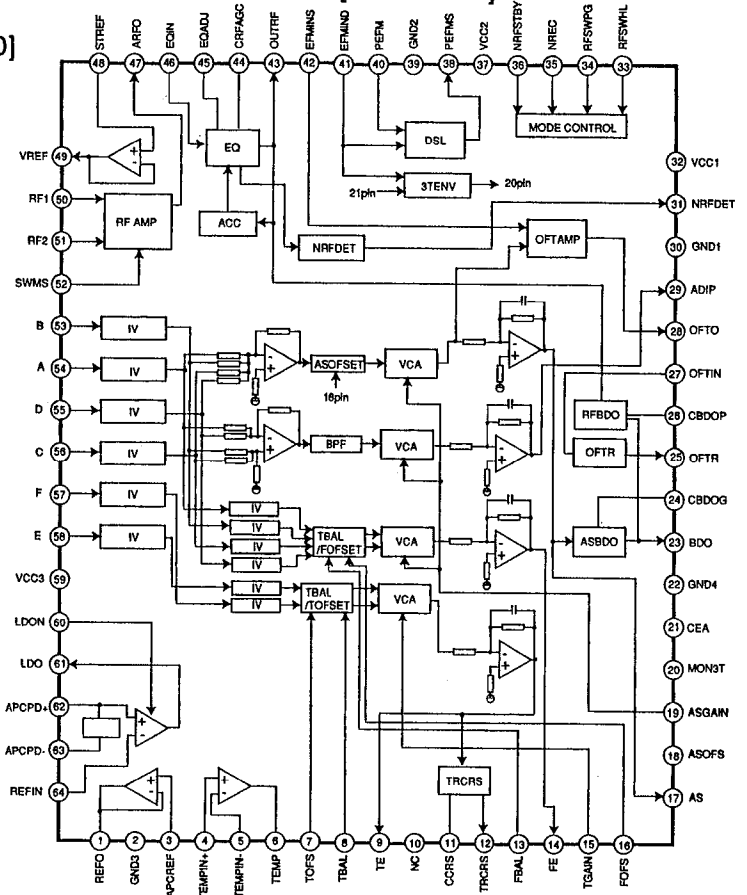 0]
STREF
ARFO
EQIN
EQADJ
CRFAGC
OUTRF
EFMINS
EFMIND
PEFM
GND2
PEFMS
VCC2
NRFSTBY
NREC
RFSWPG
RFSWHL
48 47 46 45 44 43 42 41 40 39 38 37 36 35 34 33
VREF 49
RF1 50
RF2 51
SWMS 52
B 53
A 54
D 55
C 56
F 57
E 58
VCC3 59
LDON 60
LDO 61
APCPD+ 62
APCPD- 63
REFIN 64
EQ
DSL
MODE CONTROL
3TENV
21pin
20pin
RF AMP
ACC
NRFDET
OFTAMP
IV
IV
IV
IV
IV
IV
ASOFSET
16pin
VCA
BPF
VCA
IV
IV
IV
IV
TBAL
/FOFSET
VCA
IV
IV
TBAL
/TOFSET
VCA
RFBDO
OFTR
ASBDO
TRCRS
32 VCC1
31 NRFDET
30 GND1
29 ADIP
28 OFTO
27 OFTIN
26 CBDOP
25 OFTR
24 CBDOG
23 BDO
22 GND4
21 CEA
20 MON3T
19 ASGAIN
18 ASOFS
17 AS
1 2 3 4 5 6 7 8 9 10 11 12 13 14 15 16
REFO
GND3
APCREF
TEMPIN+
TEMPIN-
TEMP
TOFS
TBAL
TE
NC
CCRS
TRCRS
FBAL
FE
TGAIN
FOFS